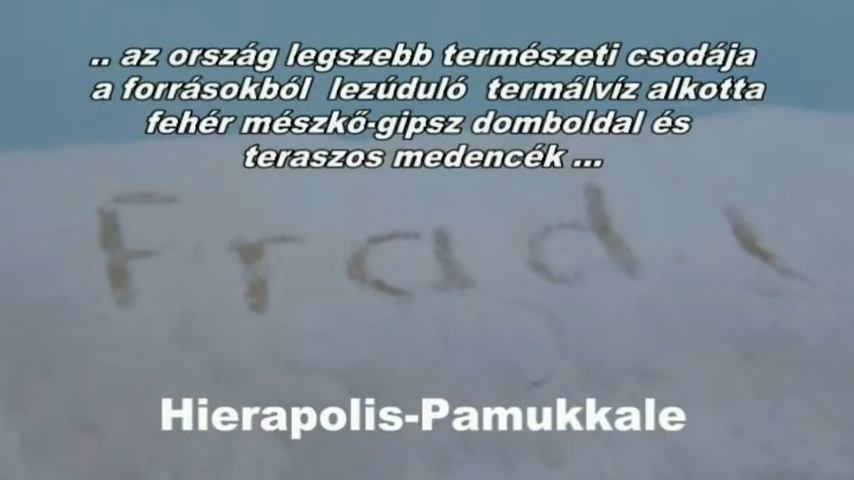 .. az ország legszebb természeti csodája
a forrásokból lezúduló termálvíz alkotta
fehér mészkő-gipsz domboldal és
teraszos medencék ...
Fradi
Hierapolis-Pamukkale